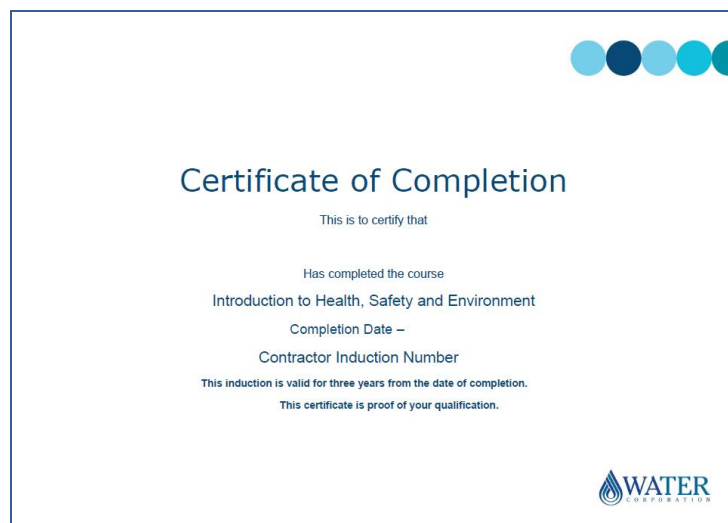 Certificate of Completion
This is to certify that
Has completed the course
Introduction to Health, Safety and Environment
Completion Date –
Contractor Induction Number
This induction is valid for three years from the date of completion.
This certificate is proof of your qualification.
WATER
CORPORATION